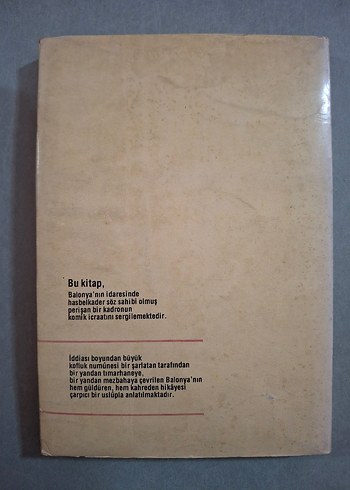 Bu kitap,
Balonya'nın idaresinde
hasbelkader söz sahibi olmuş
perişan bir kadronun
komik icraatını sergilemektedir.
İddiası boyundan büyük
kofluk numûnesi bir şarlatan tarafından
bir yandan tımarhaneye,
bir yandan mezbahaya çevrilen Balonya'nın
hem güldüren, hem kahreden hikâyesi
çarpıcı bir uslûpla anlatılmaktadır.